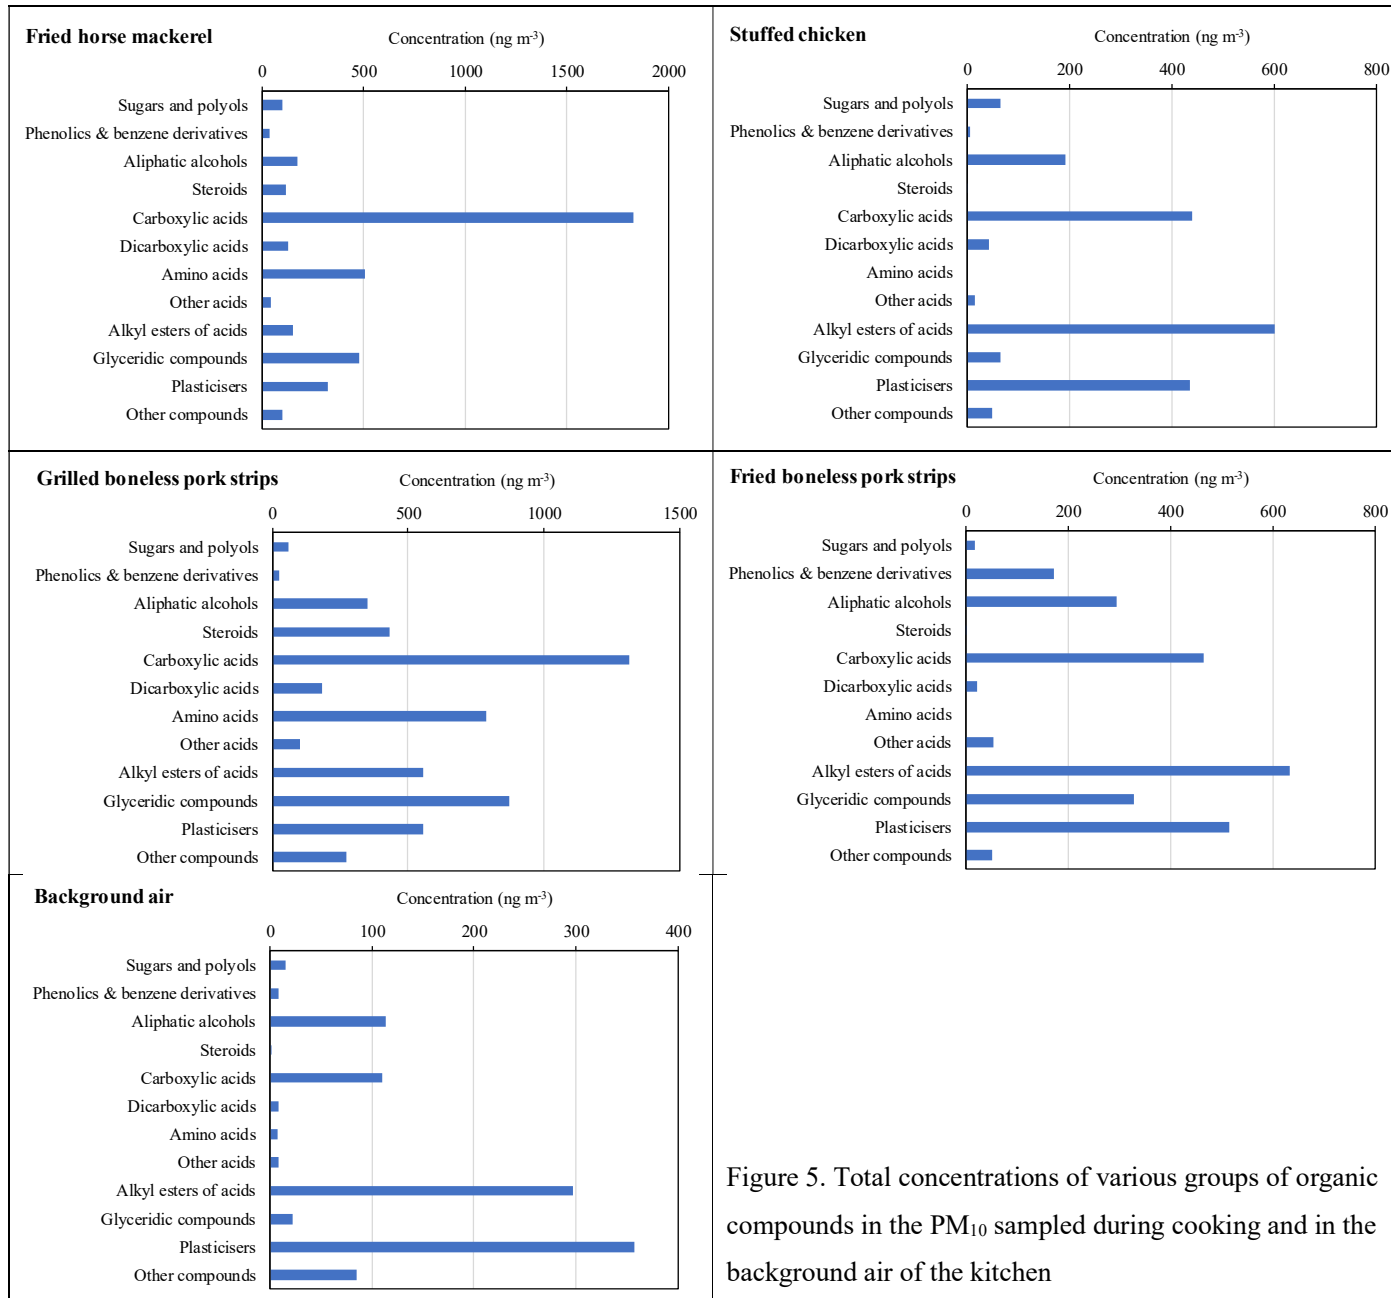 Fried horse mackerel
Concentration (ng m-3)
0 500 1000 1500 2000
Sugars and polyols
Phenolics & benzene derivatives
Aliphatic alcohols
Steroids
Carboxylic acids
Dicarboxylic acids
Amino acids
Other acids
Alkyl esters of acids
Glyceridic compounds
Plasticisers
Other compounds
Stuffed chicken
Concentration (ng m-3)
0 200 400 600 800
Sugars and polyols
Phenolics & benzene derivatives
Aliphatic alcohols
Steroids
Carboxylic acids
Dicarboxylic acids
Amino acids
Other acids
Alkyl esters of acids
Glyceridic compounds
Plasticisers
Other compounds
Grilled boneless pork strips
Concentration (ng m-3)
0 500 1000 1500
Sugars and polyols
Phenolics & benzene derivatives
Aliphatic alcohols
Steroids
Carboxylic acids
Dicarboxylic acids
Amino acids
Other acids
Alkyl esters of acids
Glyceridic compounds
Plasticisers
Other compounds
Fried boneless pork strips
Concentration (ng m-3)
0 200 400 600 800
Sugars and polyols
Phenolics & benzene derivatives
Aliphatic alcohols
Steroids
Carboxylic acids
Dicarboxylic acids
Amino acids
Other acids
Alkyl esters of acids
Glyceridic compounds
Plasticisers
Other compounds
Background air
Concentration (ng m-3)
0 100 200 300 400
Sugars and polyols
Phenolics & benzene derivatives
Aliphatic alcohols
Steroids
Carboxylic acids
Dicarboxylic acids
Amino acids
Other acids
Alkyl esters of acids
Glyceridic compounds
Plasticisers
Other compounds
Figure 5. Total concentrations of various groups of organic
compounds in the PM10 sampled during cooking and in the
background air of the kitchen